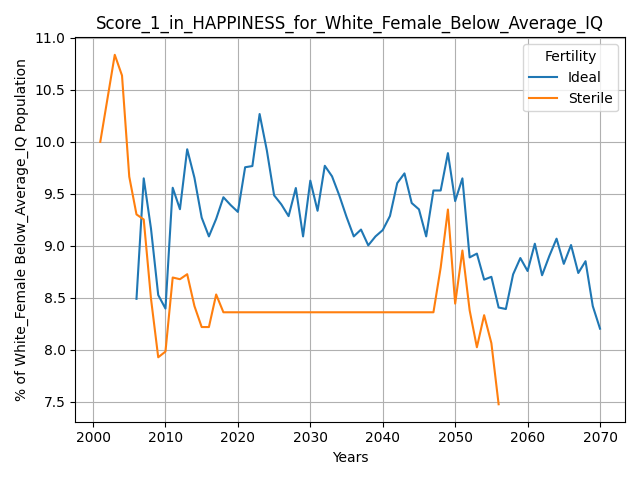 Score_1_in_HAPPINESS_for_White_Female_Below_Average_IQ
% of White_Female Below_Average_IQ Population
11.0
10.5
10.0
9.5
9.0
8.5
8.0
7.5
Fertility
Ideal
Sterile
2000 2010 2020 2030 2040 2050 2060 2070
Years